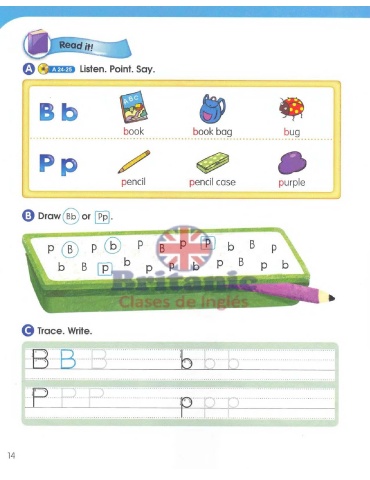 Read it!
A A 24-25 Listen. Point. Say.
B b book book bag bug
P p pencil pencil case purple
B Draw Bb or Pp.
p B p b B p p b B p
b B p b p p b B p b
Britanic
Clases de Inglés
C Trace. Write.
B B B b b b
P P P p p p
14